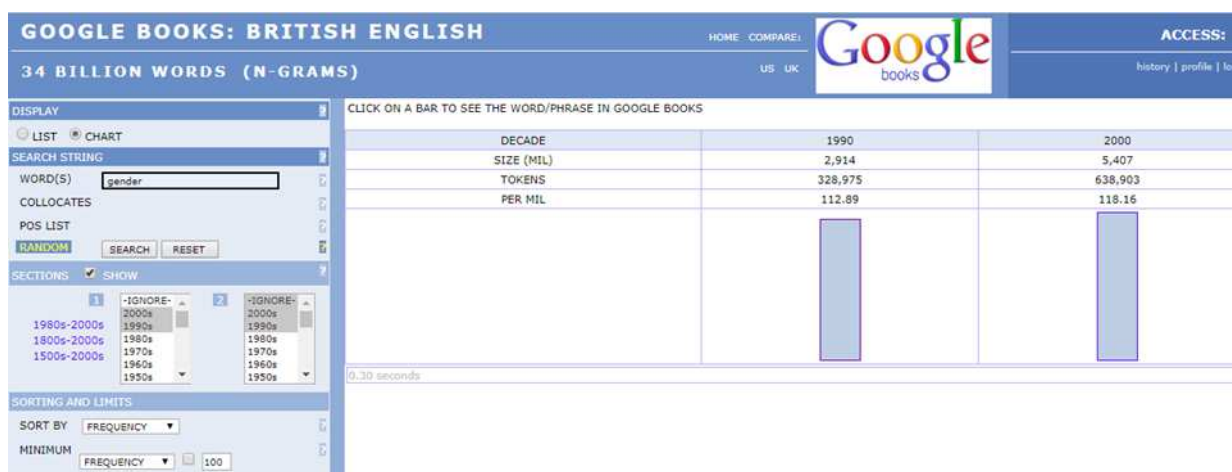 GOOGLE BOOKS: BRITISH ENGLISH
34 BILLION WORDS (N-GRAMS)
HOME COMPARE:
US UK
Google
books
ACCESS:
history | profile | lo
DISPLAY ?
LIST CHART
SEARCH STRING ?
WORD(S) gender ?
COLLOCATES ?
POS LIST ?
RANDOM SEARCH RESET ?
SECTIONS SHOW ?
1 2
-IGNORE- -IGNORE-
2000s 2000s
1980s-2000s 1990s 1990s
1800s-2000s 1980s 1980s
1500s-2000s 1970s 1970s
1960s 1960s
1950s 1950s
SORTING AND LIMITS
SORT BY FREQUENCY ?
MINIMUM ?
FREQUENCY 100
CLICK ON A BAR TO SEE THE WORD/PHRASE IN GOOGLE BOOKS
DECADE 1990 2000
SIZE (MIL) 2,914 5,407
TOKENS 328,975 638,903
PER MIL 112.89 118.16
0.30 seconds